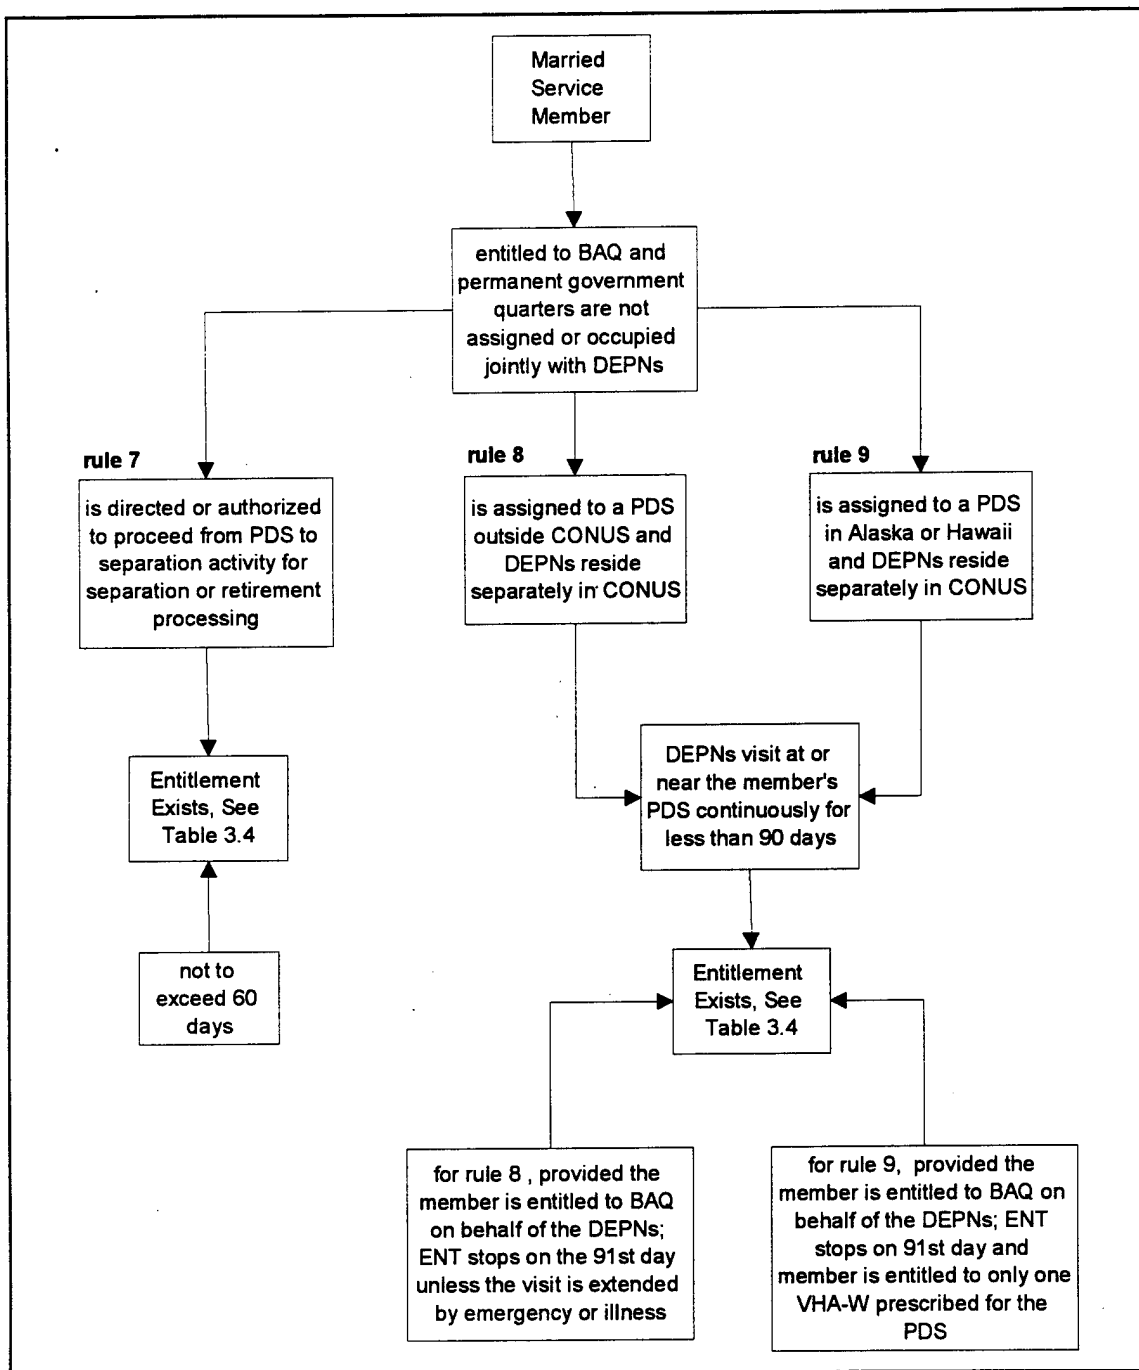 Married
Service
Member
entitled to BAQ and
permanent government
quarters are not
assigned or occupied
jointly with DEPNs
rule 7
is directed or authorized
to proceed from PDS to
separation activity for
separation or retirement
processing
rule 8
is assigned to a PDS
outside CONUS and
DEPNs reside
separately in CONUS
rule 9
is assigned to a PDS
in Alaska or Hawaii
and DEPNs reside
separately in CONUS
Entitlement
Exists, See
Table 3.4
not to
exceed 60
days
DEPNs visit at or
near the member's
PDS continuously for
less than 90 days
Entitlement
Exists, See
Table 3.4
for rule 8 , provided the
member is entitled to BAQ
on behalf of the DEPNs;
ENT stops on the 91st day
unless the visit is extended
by emergency or illness
for rule 9, provided the
member is entitled to BAQ on
behalf of the DEPNs; ENT
stops on 91st day and
member is entitled to only one
VHA-W prescribed for the
PDS